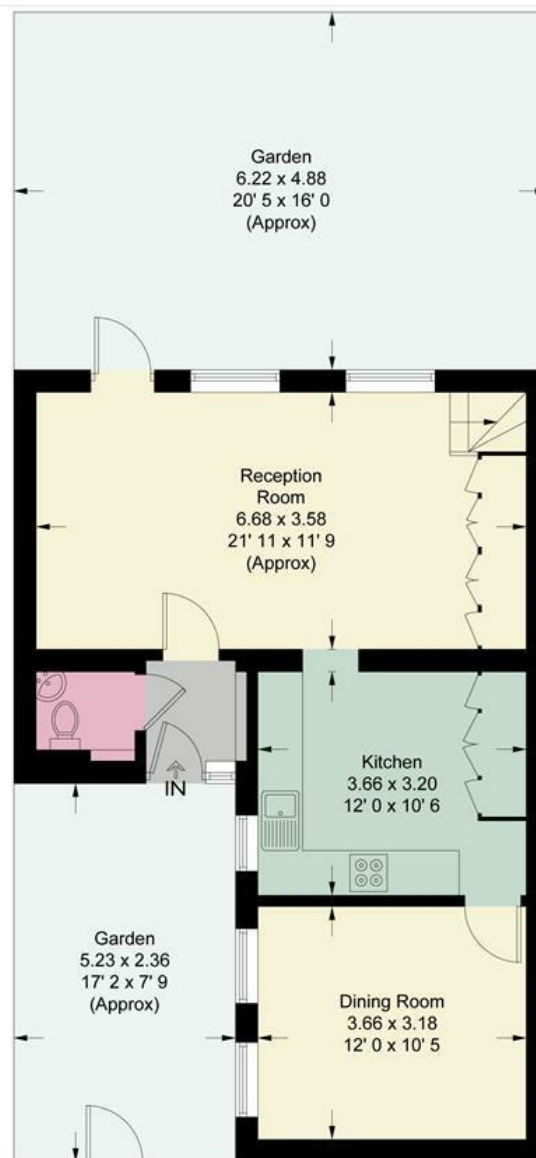 Garden
6.22 x 4.88
20' 5 x 16' 0
(Approx)
Reception
Room
6.68 x 3.58
21' 11 x 11' 9
(Approx)
Kitchen
3.66 x 3.20
12' 0 x 10' 6
IN
Garden
5.23 x 2.36
17' 2 x 7' 9
(Approx)
Dining Room
3.66 x 3.18
12' 0 x 10' 5